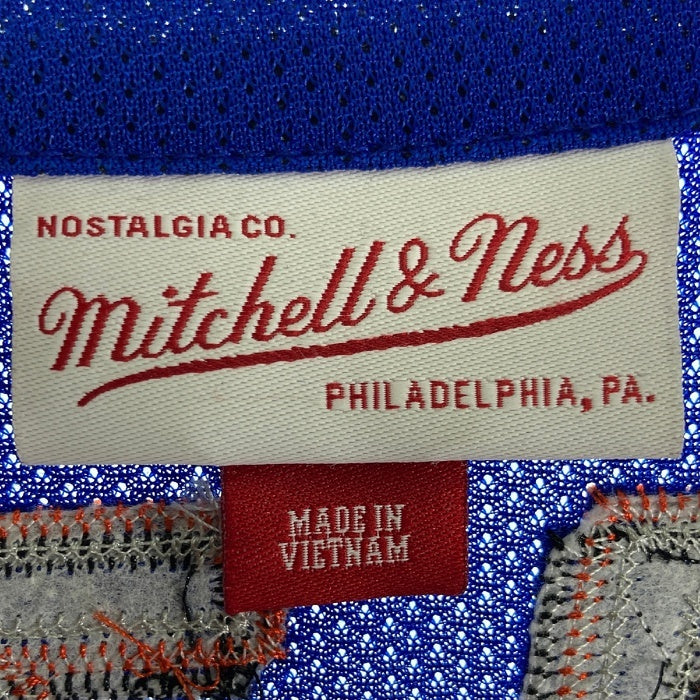 NOSTALGIA CO.
Mitchell & Ness
PHILADELPHIA, PA.
MADE IN
VIETNAM